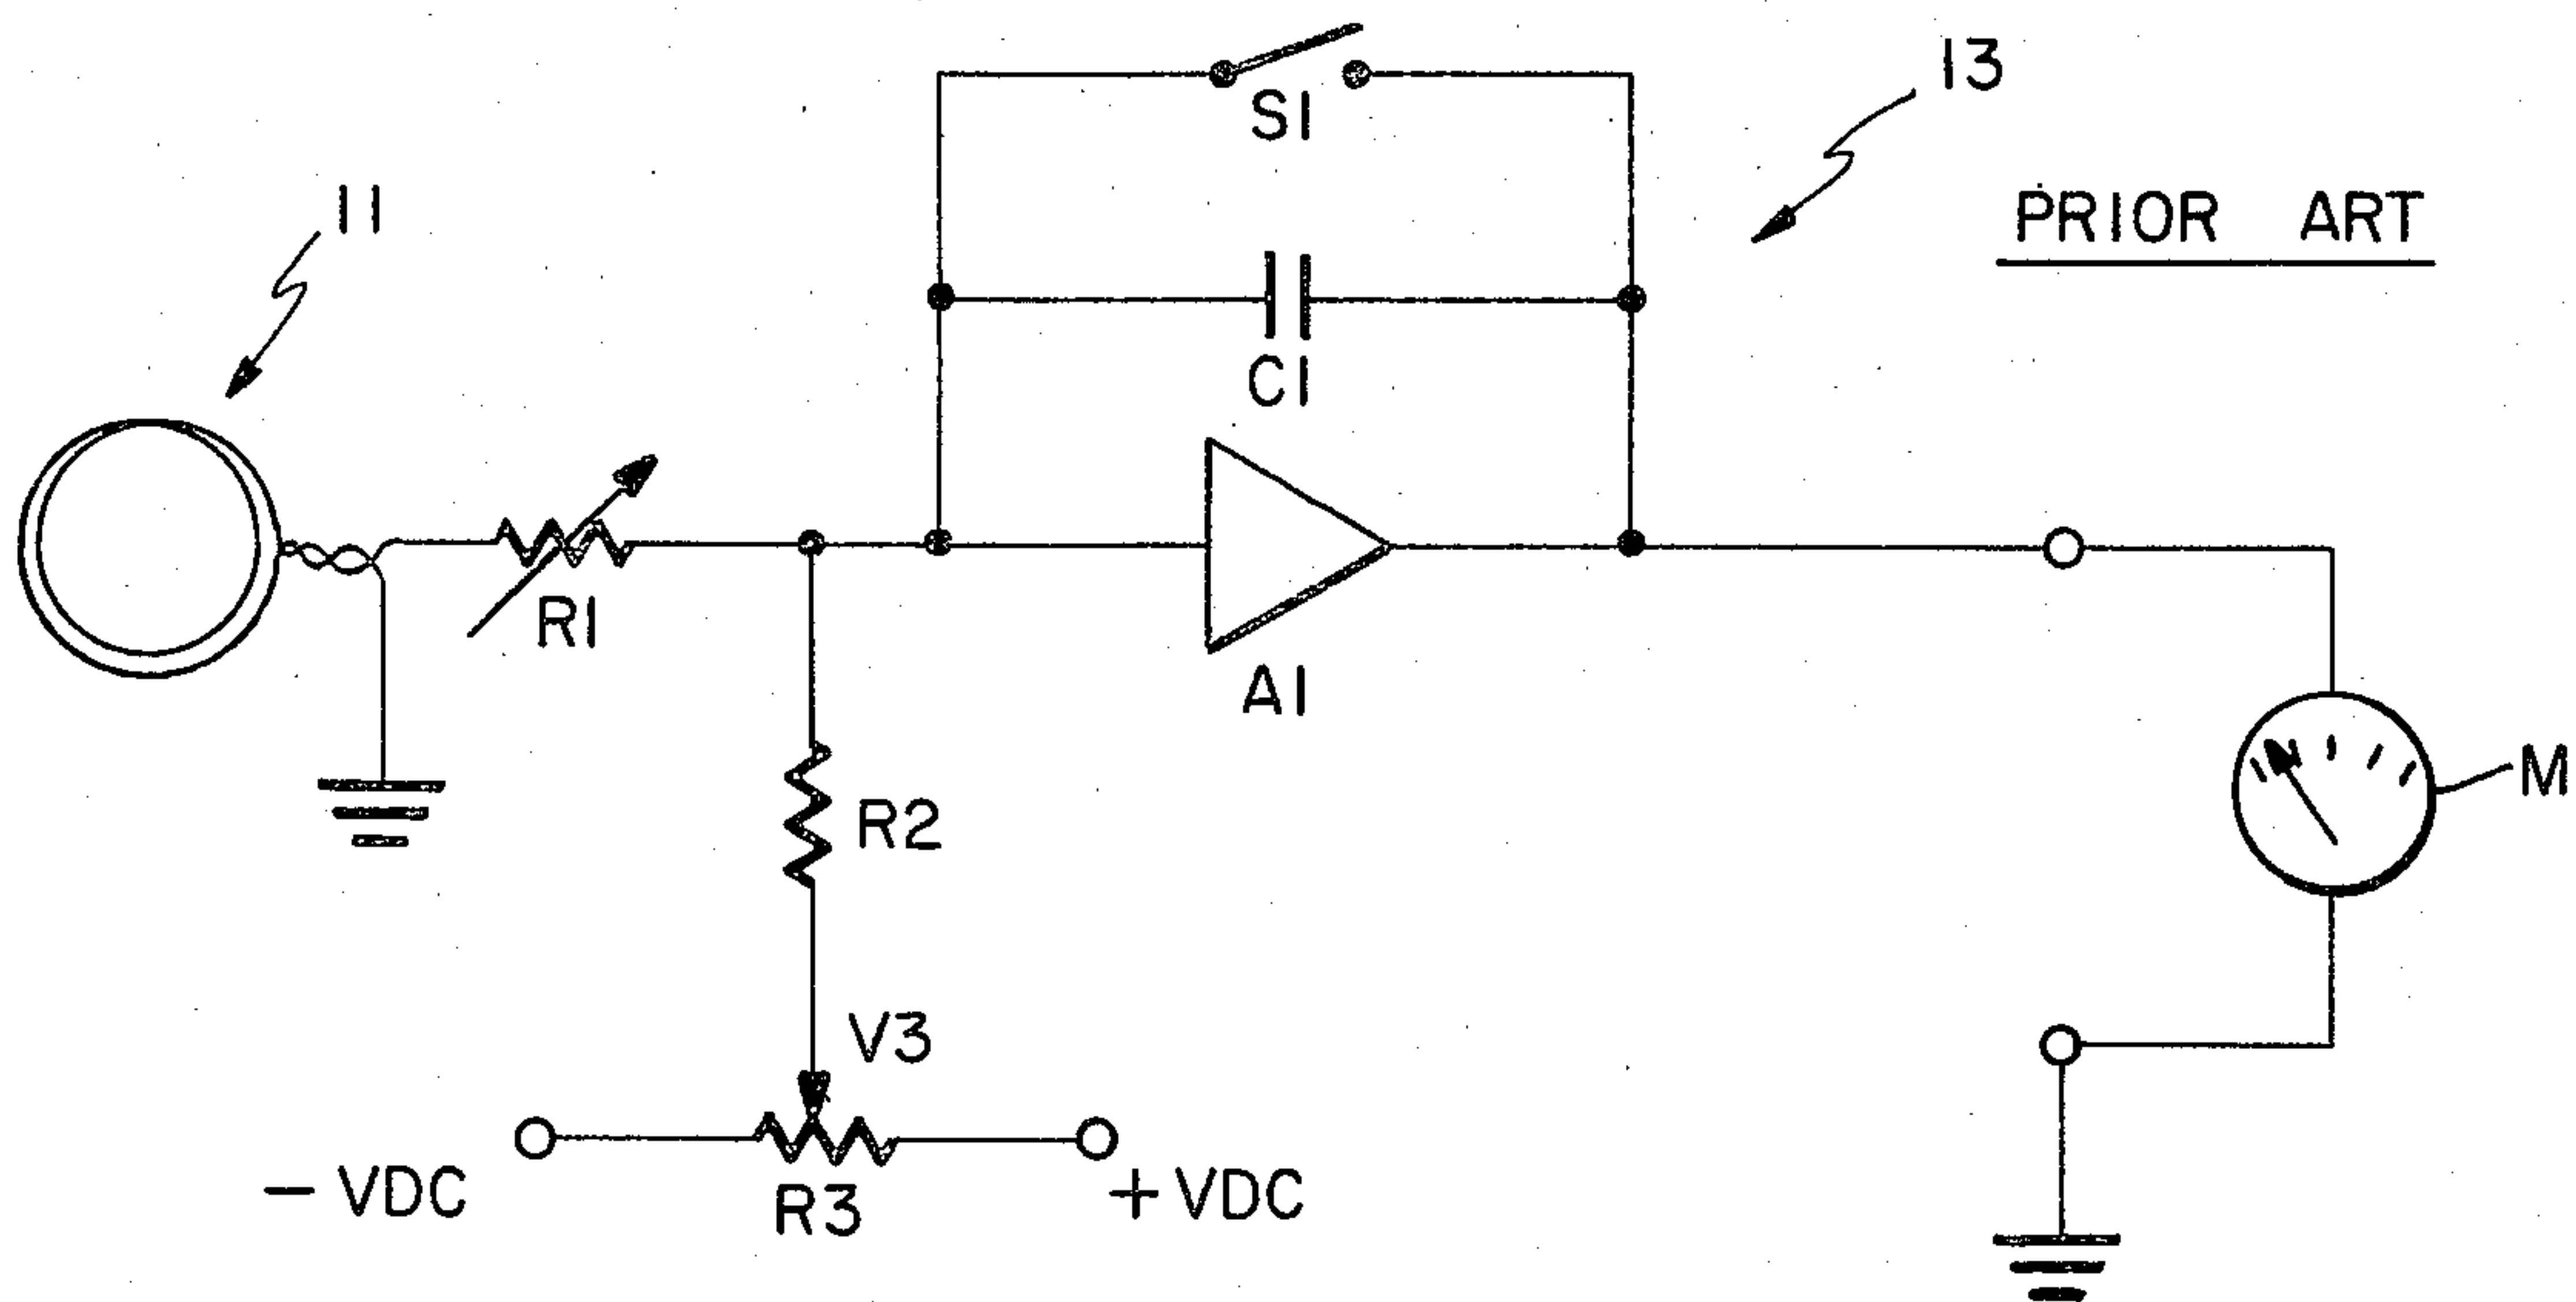 13
S1
PRIOR ART
11
C1
R1
A1
M
R2
V3
- VDC
R3
+ VDC